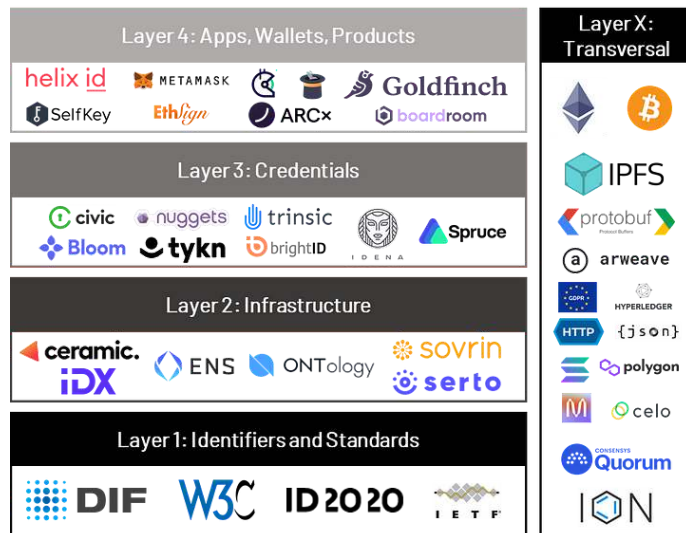 Layer 4: Apps, Wallets, Products
helix id
METAMASK
Goldfinch
SelfKey
EthSign
ARCx
boardroom
Layer 3: Credentials
civic
nuggets
trinsic
IDENA
Spruce
Bloom
tykn
brightID
Layer 2: Infrastructure
ceramic.
iDX
ENS
ONTology
sovrin
serto
Layer 1: Identifiers and Standards
DIF
W3C
ID2020
IETF
Layer X:
Transversal
IPFS
protobuf
Protocol Buffers
a arweave
GDPR
HYPERLEDGER
HTTP
{json}
polygon
M
celo
CONSENSYS
Quorum
ION